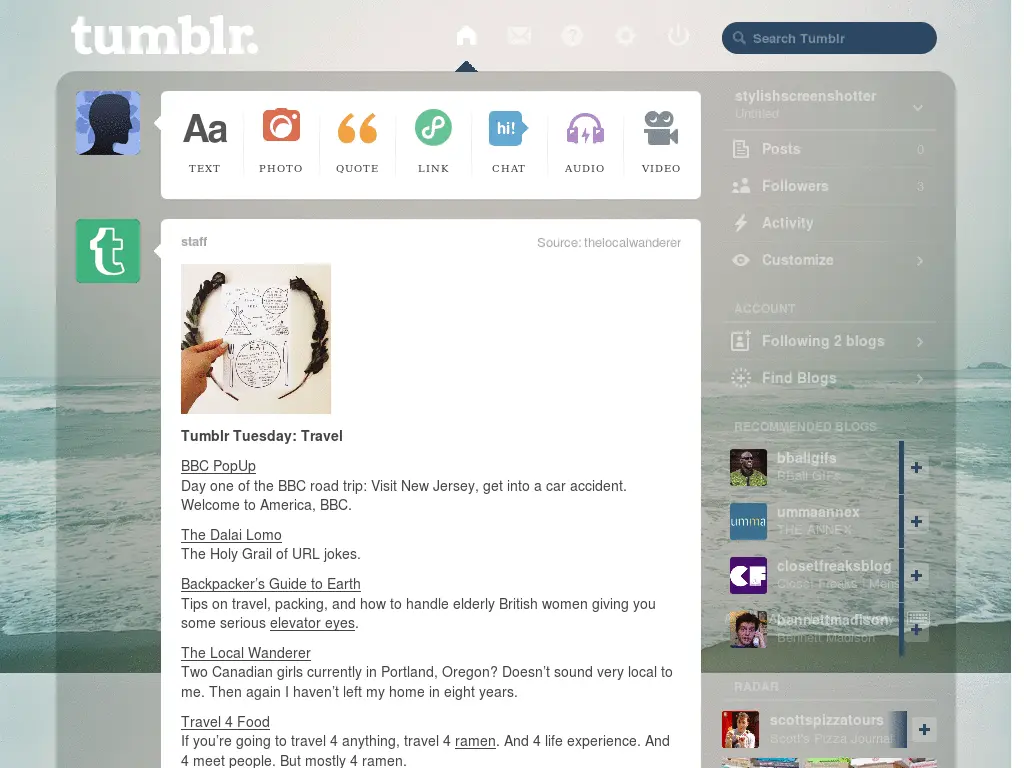 tumblr.
Search Tumblr
Aa
hi!
TEXT
PHOTO
QUOTE
LINK
CHAT
AUDIO
VIDEO
staff
Source: thelocalwanderer
EAT
Tumblr Tuesday: Travel
BBC PopUp
Day one of the BBC road trip: Visit New Jersey, get into a car accident.
Welcome to America, BBC.
The Dalai Lomo
The Holy Grail of URL jokes.
Backpacker's Guide to Earth
Tips on travel, packing, and how to handle elderly British women giving you
some serious elevator eyes.
The Local Wanderer
Two Canadian girls currently in Portland, Oregon? Doesn't sound very local to
me. Then again I haven't left my home in eight years.
Travel 4 Food
If you're going to travel 4 anything, travel 4 ramen. And 4 life experience. And
4 meet people. But mostly 4 ramen.
stylishscreenshotter
Untitled
Posts 0
Followers 3
Activity
Customize
ACCOUNT
Following 2 blogs
Find Blogs
RECOMMENDED BLOGS
bballgifs
BBall GIFs
umma
ummaannex
THE ANNEX
CF
closetfreaksblog
Closet Freaks | Mens
bannettmadison
Bennett Madison
RADAR
scottspizzatours
Scott's Pizza Journal